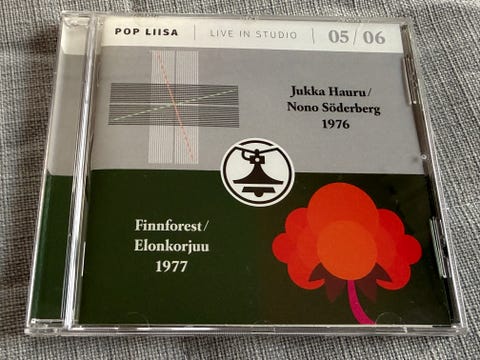 POP LIISA | LIVE IN STUDIO | 05/06
Jukka Hauru/
Nono Söderberg
1976
Finnforest/
Elonkorjuu
1977